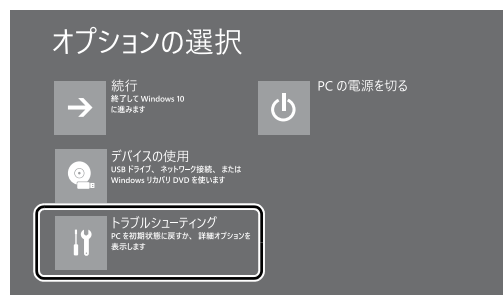 オプションの選択
続行
終了して Windows 10
に進みます
PC の電源を切る
デバイスの使用
USB ドライブ、ネットワーク接続、または
Windows リカバリ DVD を使います
トラブルシューティング
PC を初期状態に戻すか、詳細オプションを
表示します